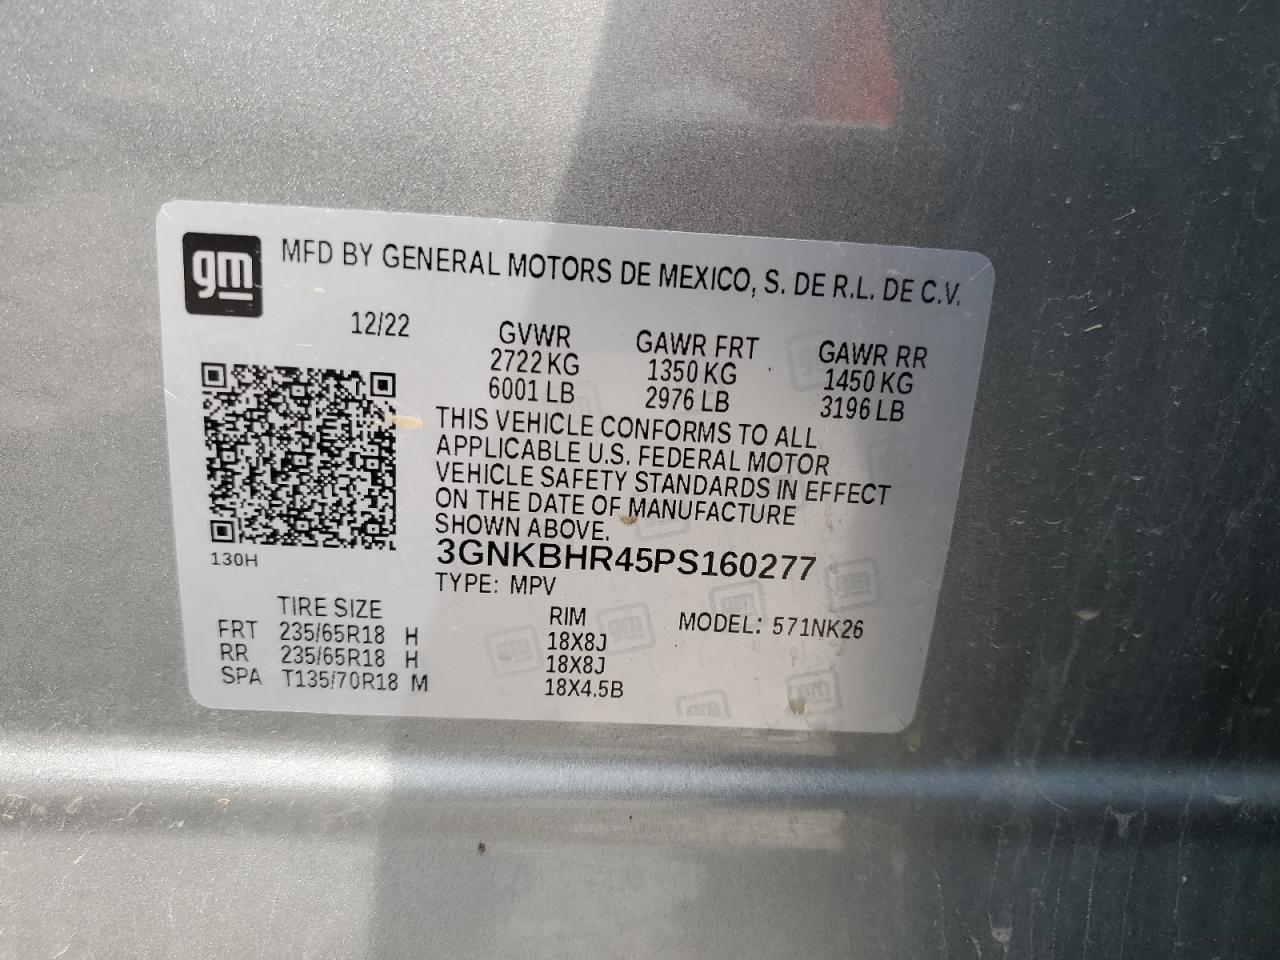 gm MFD BY GENERAL MOTORS DE MEXICO, S. DE R.L. DE C.V.
12/22 GVWR GAWR FRT GAWR RR
2722 KG 1350 KG 1450 KG
6001 LB 2976 LB 3196 LB
THIS VEHICLE CONFORMS TO ALL
APPLICABLE U.S. FEDERAL MOTOR
VEHICLE SAFETY STANDARDS IN EFFECT
ON THE DATE OF MANUFACTURE
SHOWN ABOVE.
130H 3GNKBHR45PS160277
TYPE: MPV
TIRE SIZE RIM MODEL: 571NK26
FRT 235/65R18 H 18X8J
RR 235/65R18 H 18X8J
SPA T135/70R18 M 18X4.5B